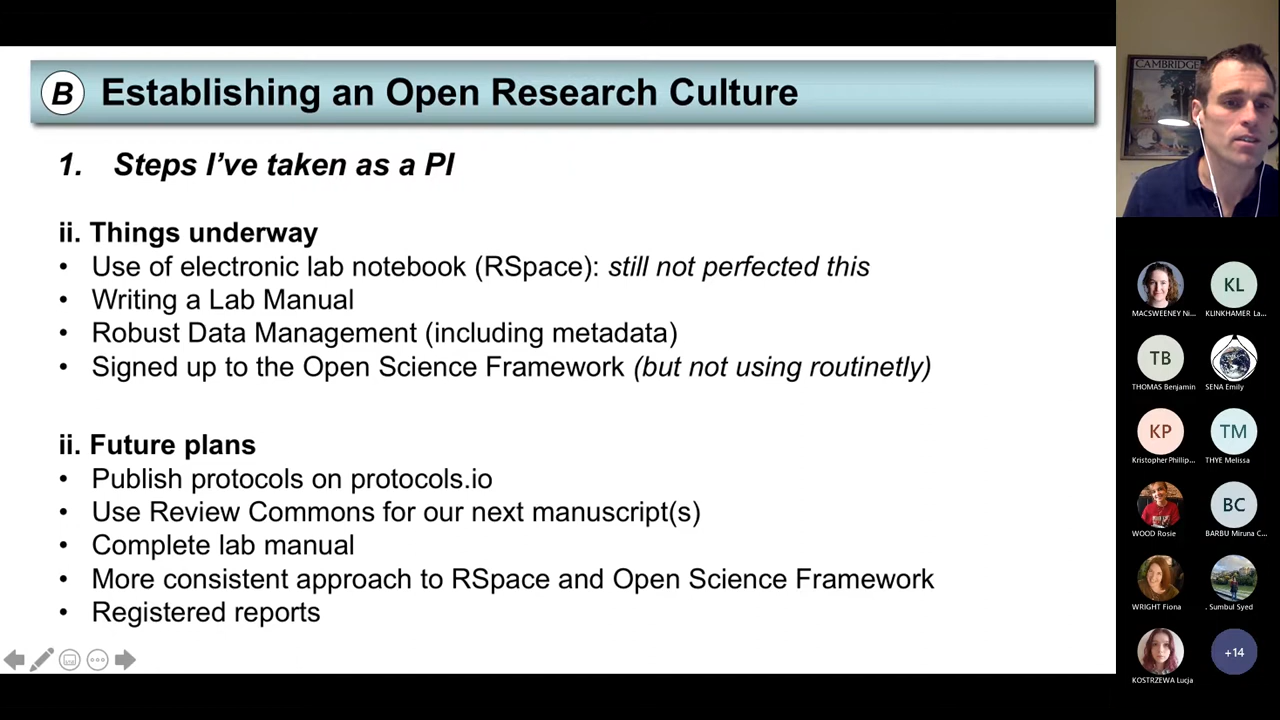 B Establishing an Open Research Culture
1. Steps I've taken as a PI
ii. Things underway
• Use of electronic lab notebook (RSpace): still not perfected this
• Writing a Lab Manual
• Robust Data Management (including metadata)
• Signed up to the Open Science Framework (but not using routinetly)
ii. Future plans
• Publish protocols on protocols.io
• Use Review Commons for our next manuscript(s)
• Complete lab manual
• More consistent approach to RSpace and Open Science Framework
• Registered reports
CAMBRIDGE
MACSWEENEY Ni...
KL
KLINKHAMER La...
TB
THOMAS Benjamin
SENA Emily
KP
Kristopher Phillip...
TM
THYE Melissa
WOOD Rosie
BC
BARBU Miruna C...
WRIGHT Fiona
. Sumbul Syed
KOSTRZEWA Lucja
+14